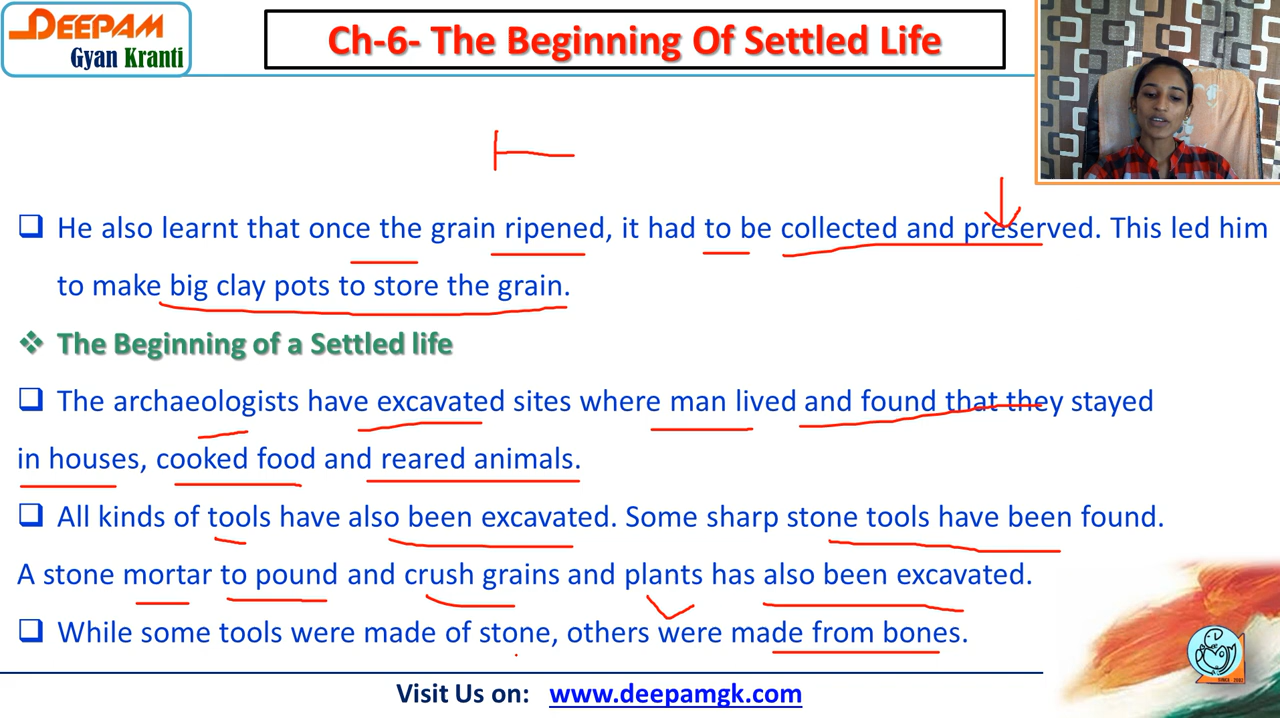 DEEPAM
Gyan Kranti
Ch-6- The Beginning Of Settled Life
He also learnt that once the grain ripened, it had to be collected and preserved. This led him
to make big clay pots to store the grain.
The Beginning of a Settled life
The archaeologists have excavated sites where man lived and found that they stayed
in houses, cooked food and reared animals.
All kinds of tools have also been excavated. Some sharp stone tools have been found.
A stone mortar to pound and crush grains and plants has also been excavated.
While some tools were made of stone, others were made from bones.
Visit Us on: www.deepamgk.com